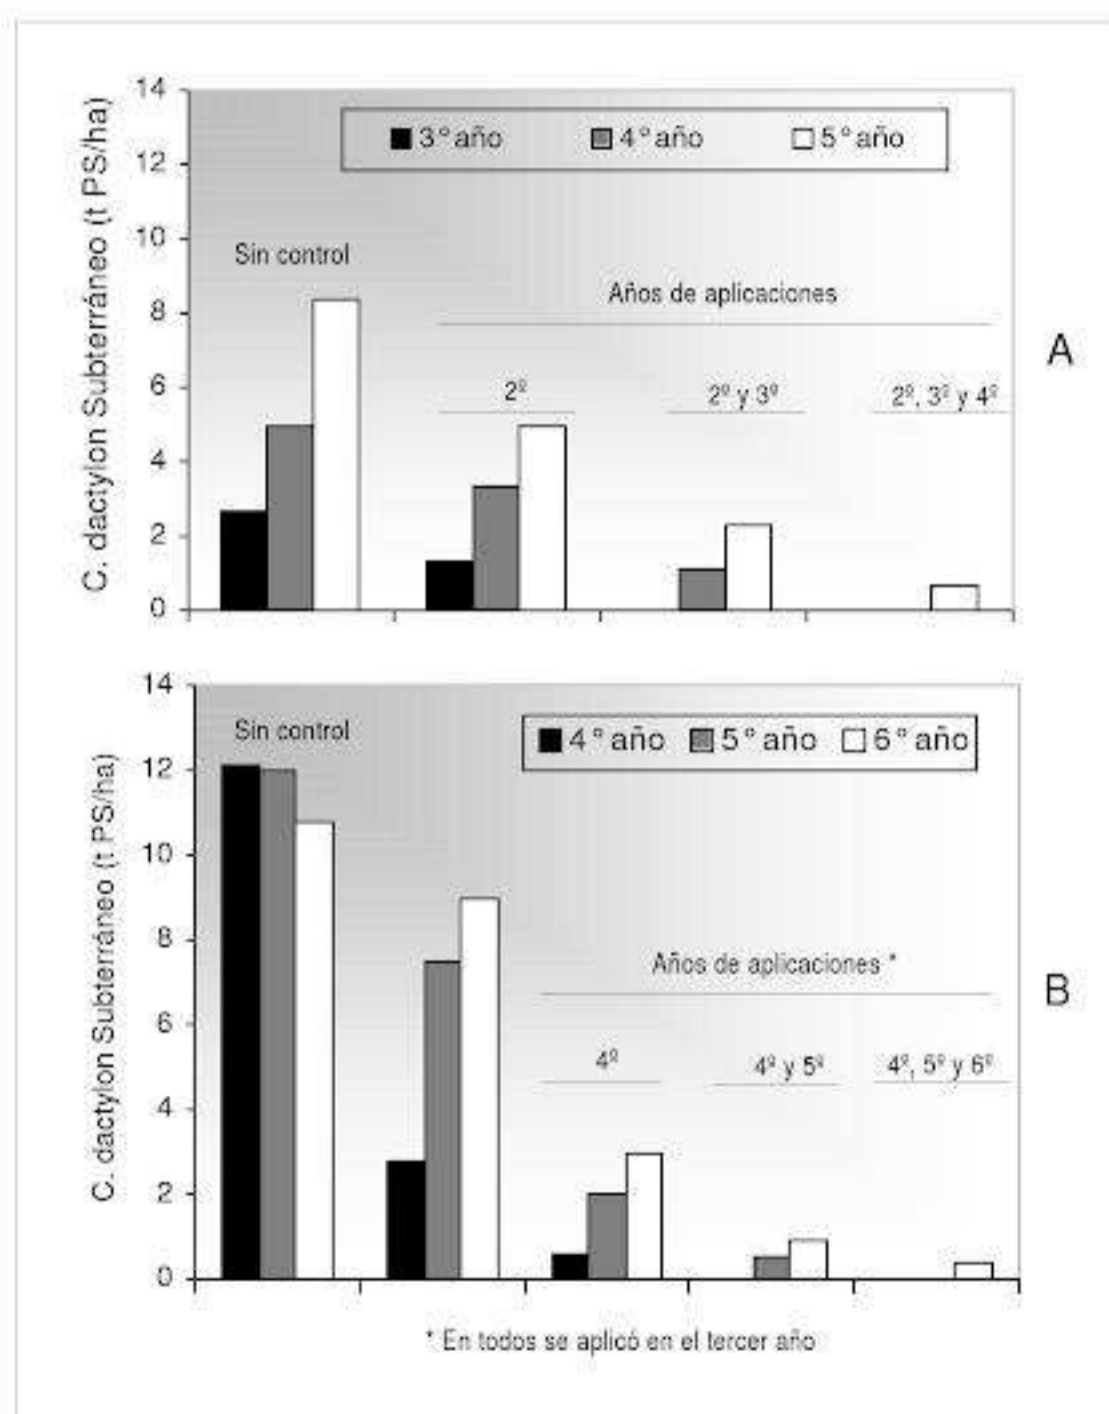 14
12
10
8
6
4
2
0
C. dactylon Subterráneo (t PS/ha)
3° año 4° año 5° año
Sin control
Años de aplicaciones
2º 2º y 3º 2º, 3º y 4º
A
14
12
10
8
6
4
2
0
C. dactylon Subterráneo (t PS/ha)
Sin control
4° año 5° año 6° año
Años de aplicaciones *
4º 4º y 5º 4º, 5º y 6º
B
* En todos se aplicó en el tercer año